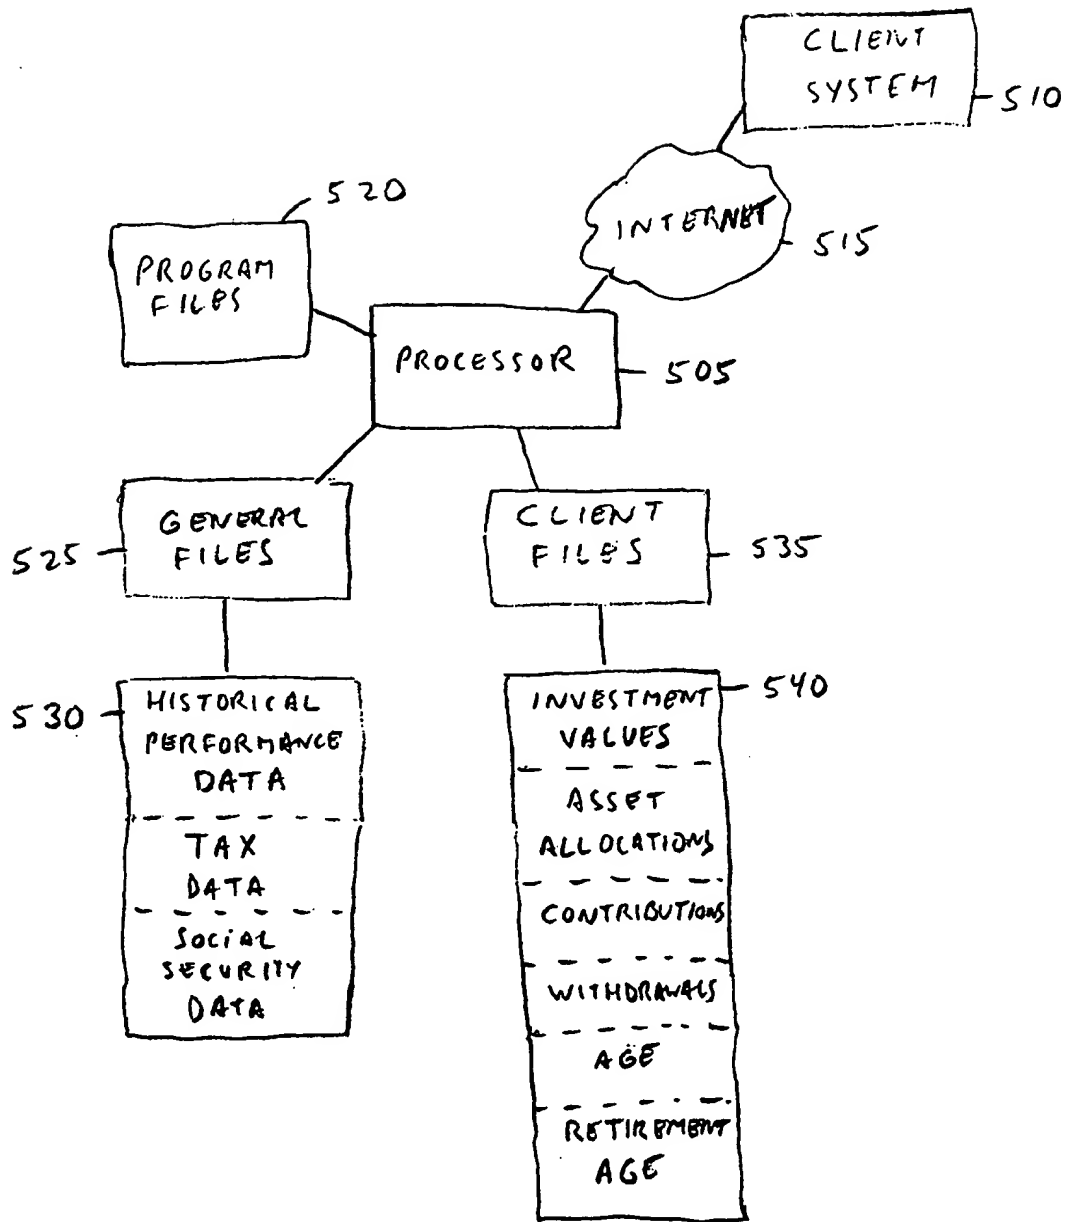 CLIENT
SYSTEM
510
520
INTERNET
515
PROGRAM
FILES
PROCESSOR
505
GENERAL
FILES
525
CLIENT
FILES
535
530
HISTORICAL
PERFORMANCE
DATA
TAX
DATA
SOCIAL
SECURITY
DATA
540
INVESTMENT
VALUES
ASSET
ALLOCATIONS
CONTRIBUTIONS
WITHDRAWALS
AGE
RETIREMENT
AGE